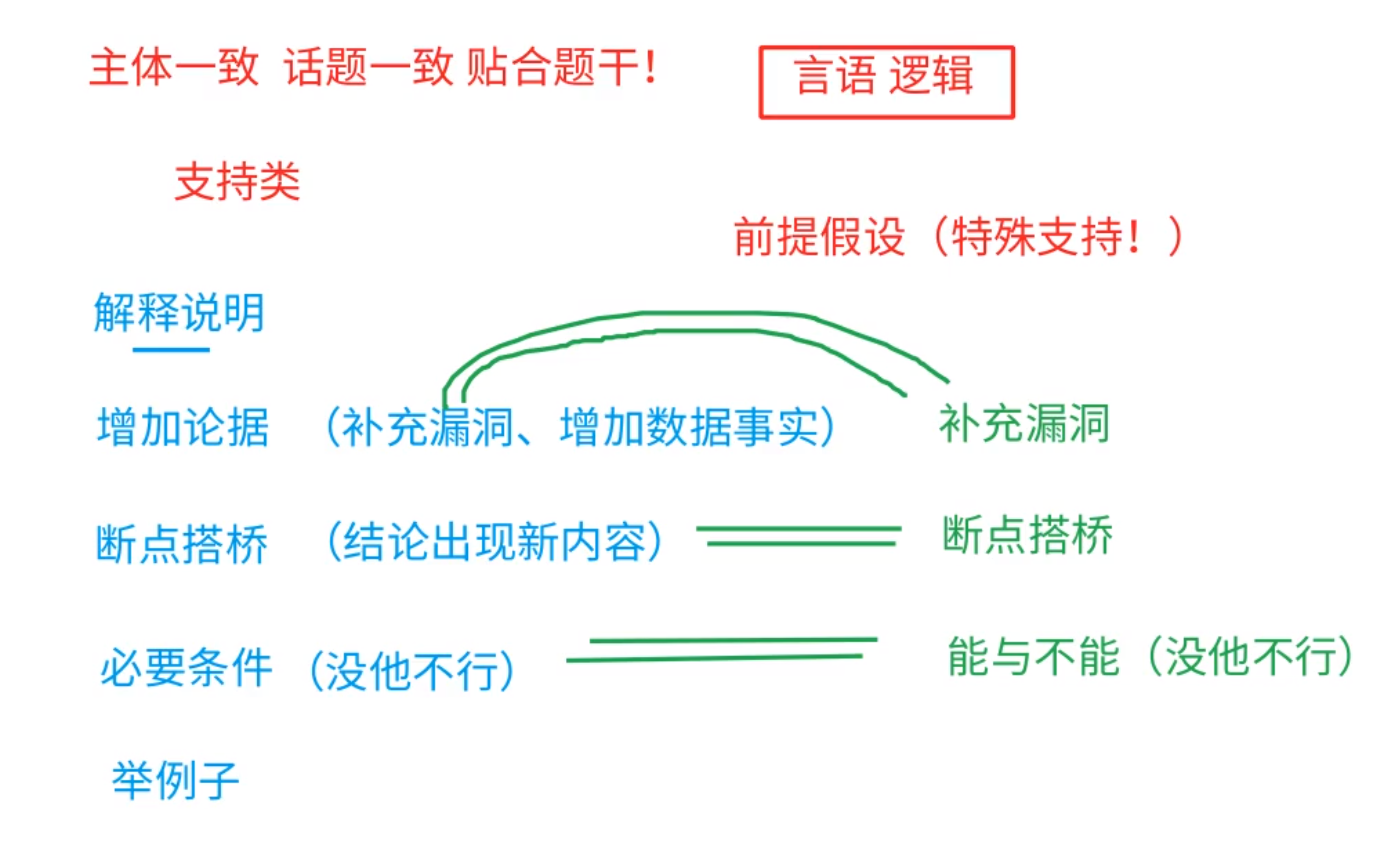 主体一致 话题一致 贴合题干！
言语 逻辑
支持类
前提假设（特殊支持！）
解释说明
增加论据 （补充漏洞、增加数据事实）
补充漏洞
断点搭桥 （结论出现新内容）
断点搭桥
必要条件 （没他不行）
能与不能（没他不行）
举例子